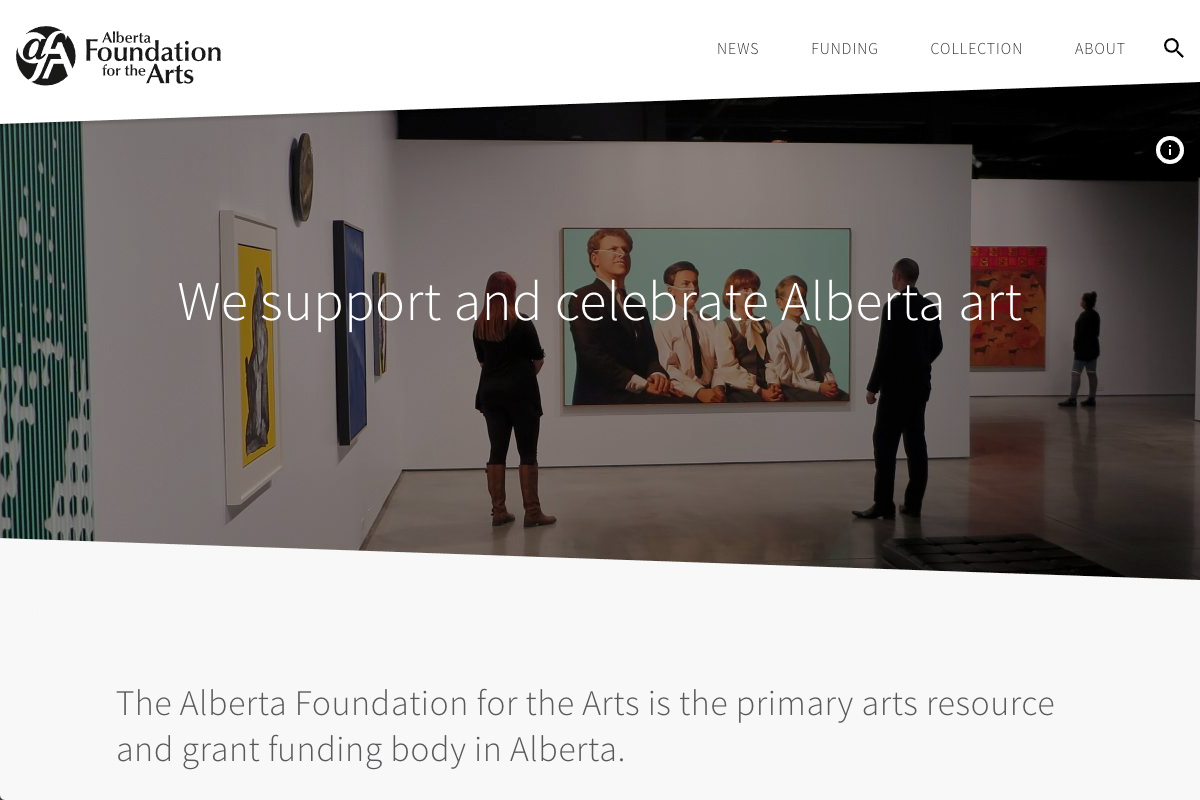 Alberta
Foundation
for the Arts
NEWS
FUNDING
COLLECTION
ABOUT
We support and celebrate Alberta art
The Alberta Foundation for the Arts is the primary arts resource
and grant funding body in Alberta.